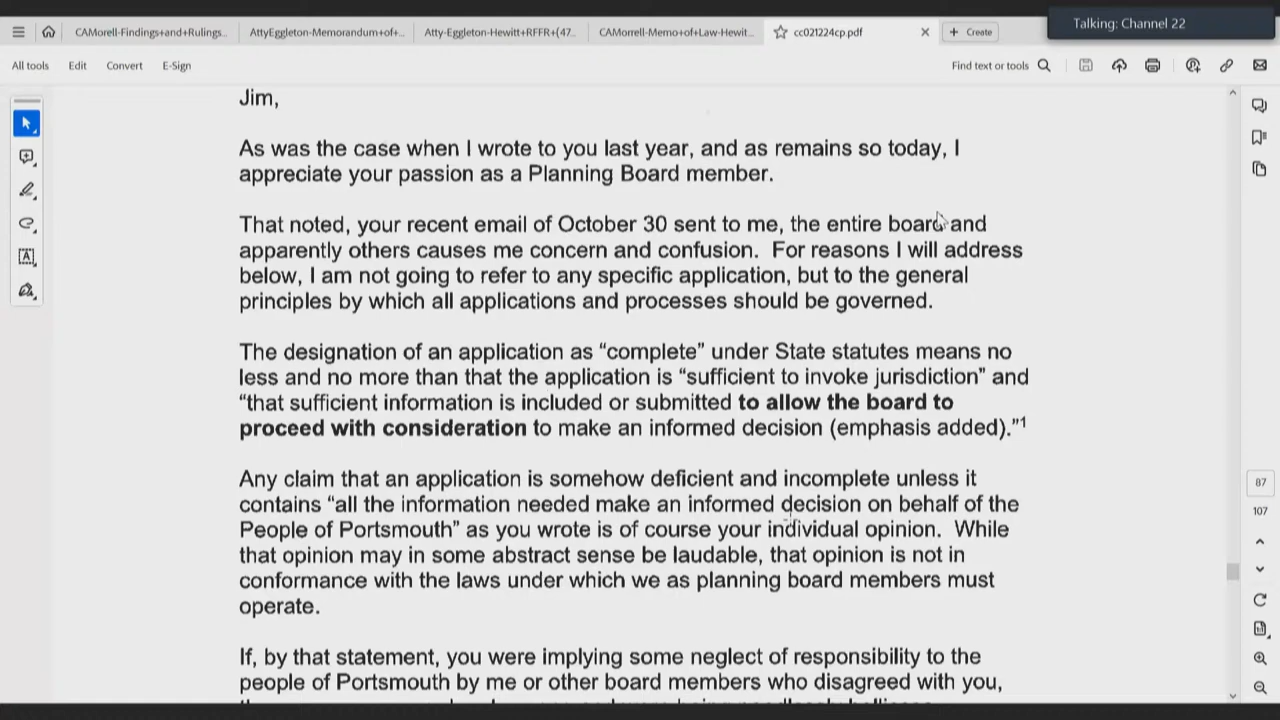 Talking: Channel 22
CAMorell-Findings+and+Rulings... AttyEggleton-Memorandum+of+... Atty-Eggleton-Hewitt+RFFR+(47... CAMorrell-Memo+of+Law-Hewit... cc021224cp.pdf Create
All tools Edit Convert E-Sign Find text or tools
Jim,
As was the case when I wrote to you last year, and as remains so today, I
appreciate your passion as a Planning Board member.
That noted, your recent email of October 30 sent to me, the entire board and
apparently others causes me concern and confusion. For reasons I will address
below, I am not going to refer to any specific application, but to the general
principles by which all applications and processes should be governed.
The designation of an application as “complete” under State statutes means no
less and no more than that the application is “sufficient to invoke jurisdiction” and
“that sufficient information is included or submitted to allow the board to
proceed with consideration to make an informed decision (emphasis added).”1
Any claim that an application is somehow deficient and incomplete unless it
contains “all the information needed make an informed decision on behalf of the
People of Portsmouth” as you wrote is of course your individual opinion. While
that opinion may in some abstract sense be laudable, that opinion is not in
conformance with the laws under which we as planning board members must
operate.
If, by that statement, you were implying some neglect of responsibility to the
people of Portsmouth by me or other board members who disagreed with you,
87
107